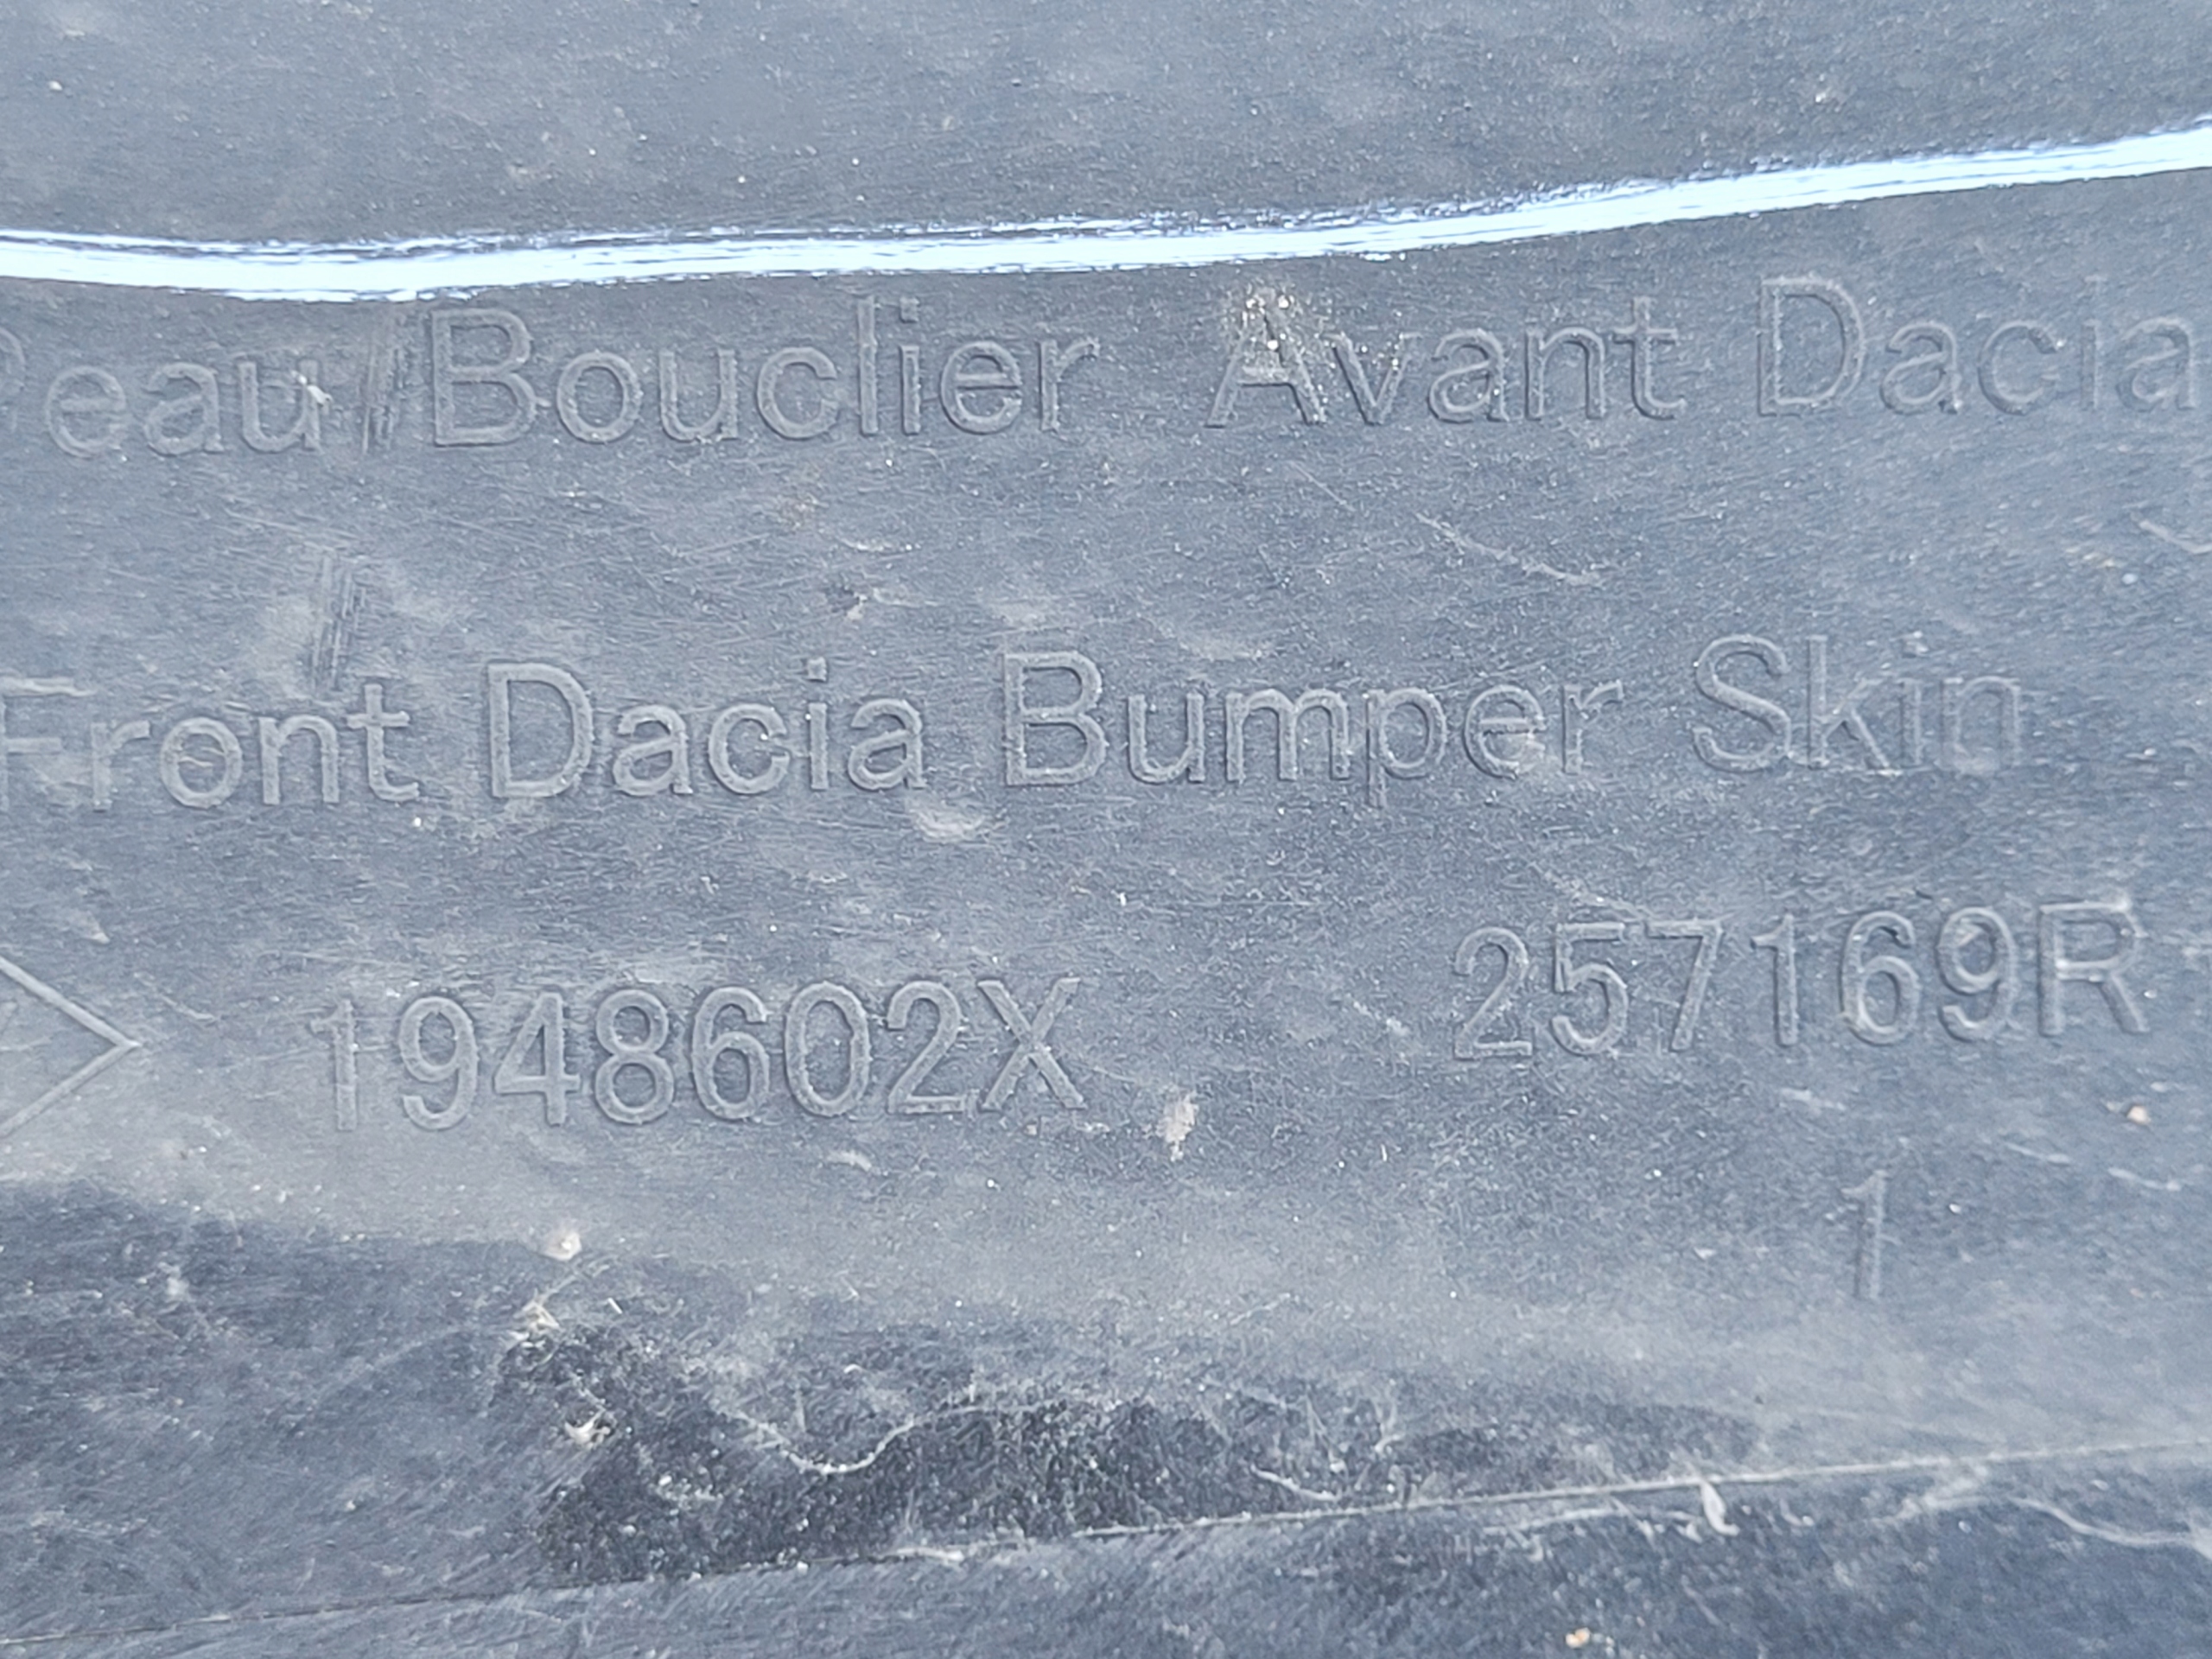 Peau Bouclier Avant Dacia
Front Dacia Bumper Skin
1948602X 257169R
1